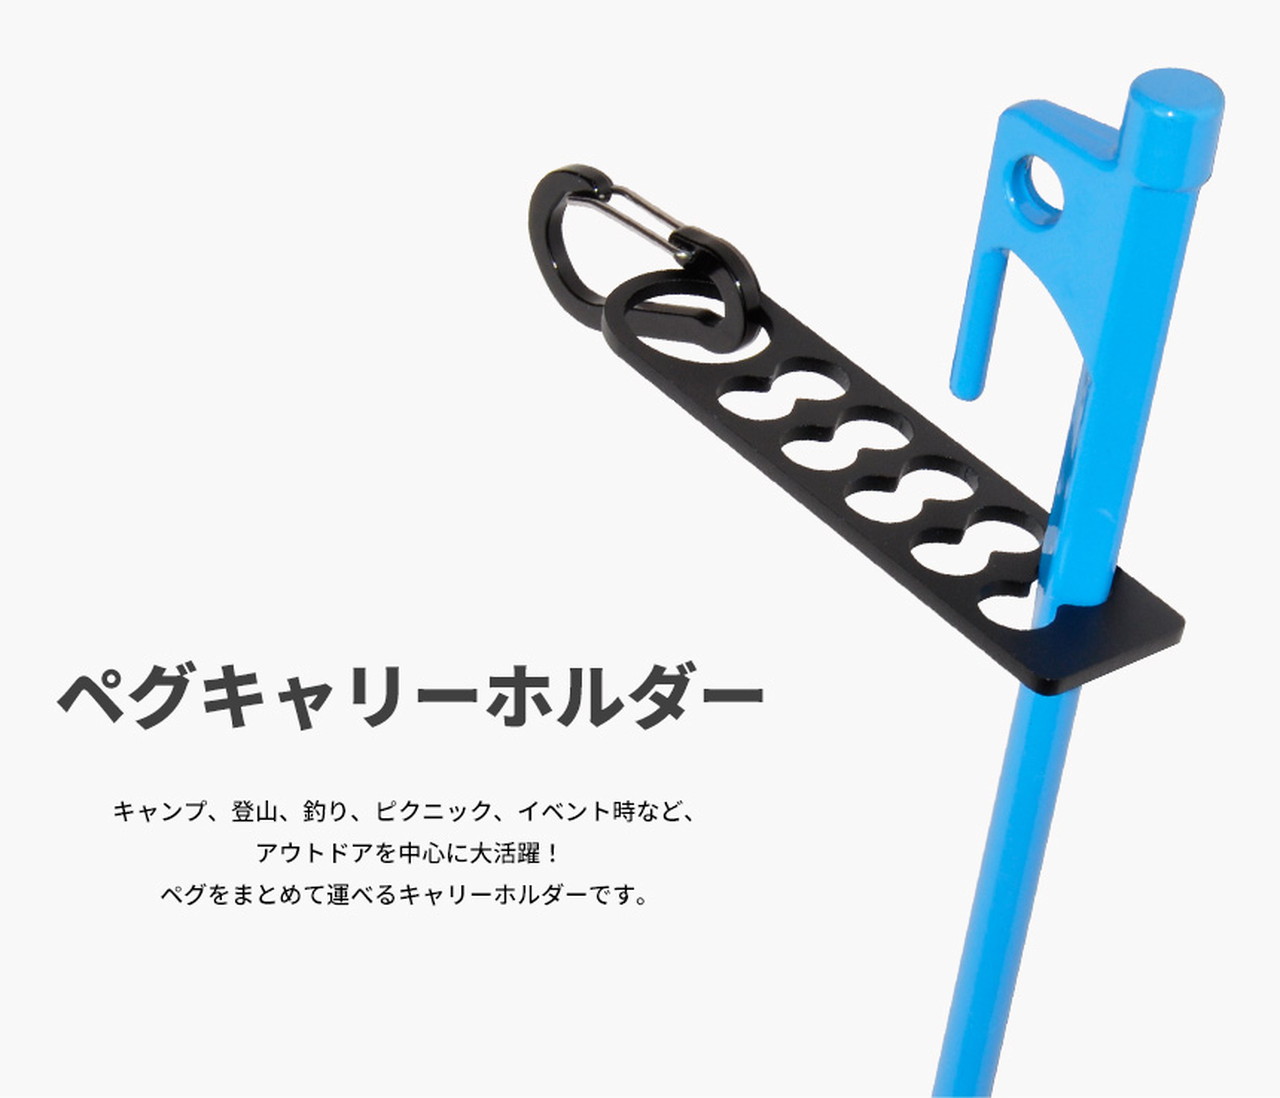 ペグキャリーホルダー
キャンプ、登山、釣り、ピクニック、イベント時など、
アウトドアを中心に大活躍！
ペグをまとめて運べるキャリーホルダーです。